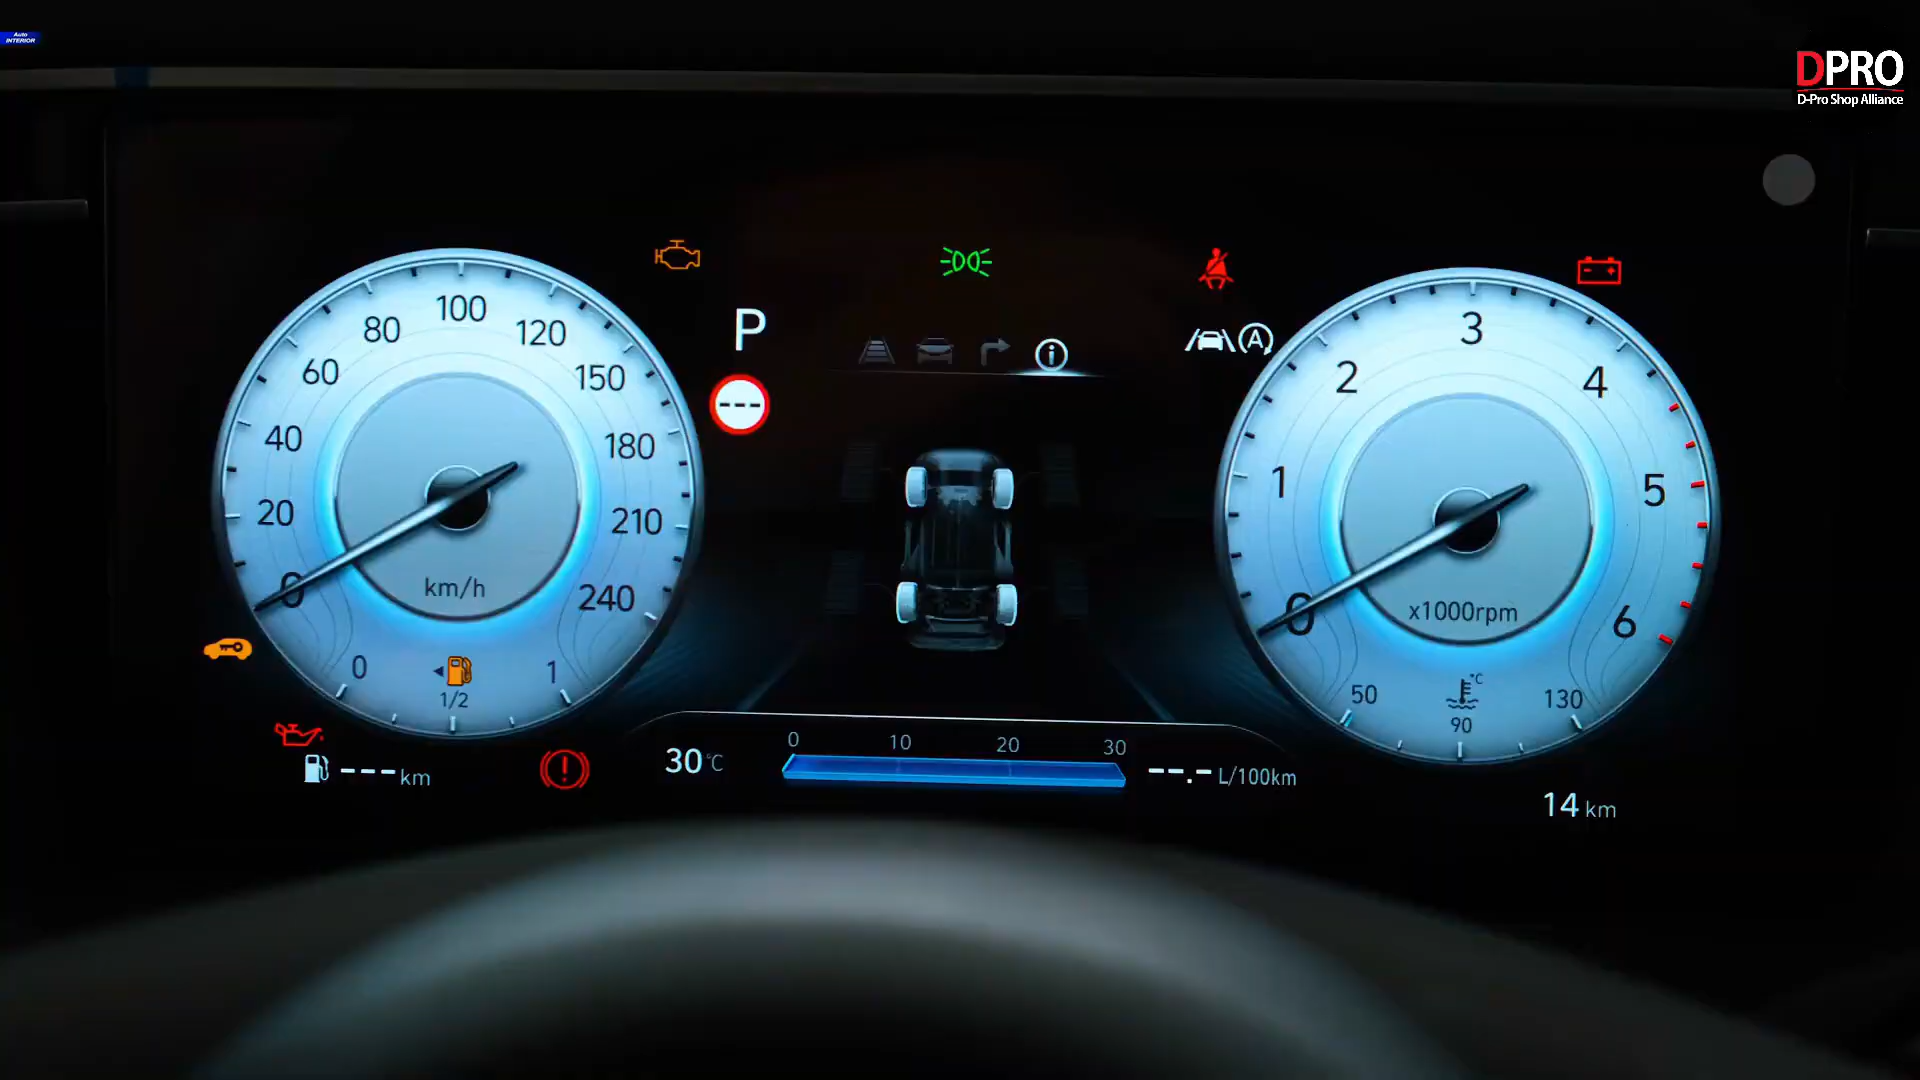 Auto
INTERIOR
DPRO
D-Pro Shop Alliance
P
---
A
0
20
40
60
80
100
120
150
180
210
240
km/h
0
1/2
1
0
1
2
3
4
5
6
x1000rpm
50
°C
90
130
--- km
30°C
0 10 20 30
--.- L/100km
14 km